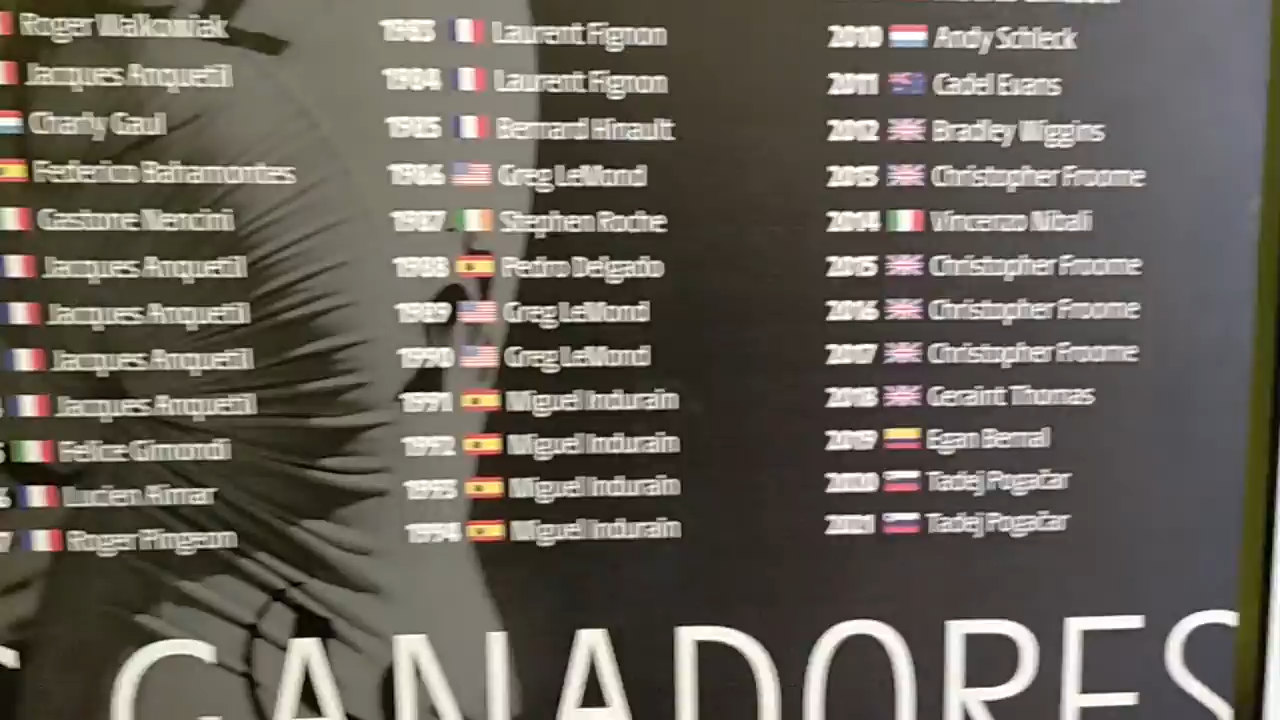 Roger Walkowiak
Jacques Anquetil
Charly Gaul
Federico Bahamontes
Gastone Nencini
Jacques Anquetil
Jacques Anquetil
Jacques Anquetil
Jacques Anquetil
Felice Gimondi
Lucien Aimar
7 Roger Pingeon
1983 Laurent Fignon
1984 Laurent Fignon
1985 Bernard Hinault
1986 Greg LeMond
1987 Stephen Roche
1988 Pedro Delgado
1989 Greg LeMond
1990 Greg LeMond
1991 Miguel Indurain
1992 Miguel Indurain
1993 Miguel Indurain
1994 Miguel Indurain
2010 Andy Schleck
2011 Cadel Evans
2012 Bradley Wiggins
2013 Christopher Froome
2014 Vincenzo Nibali
2015 Christopher Froome
2016 Christopher Froome
2017 Christopher Froome
2018 Geraint Thomas
2019 Egan Bernal
2020 Tadej Pogačar
2021 Tadej Pogačar
GANADORES